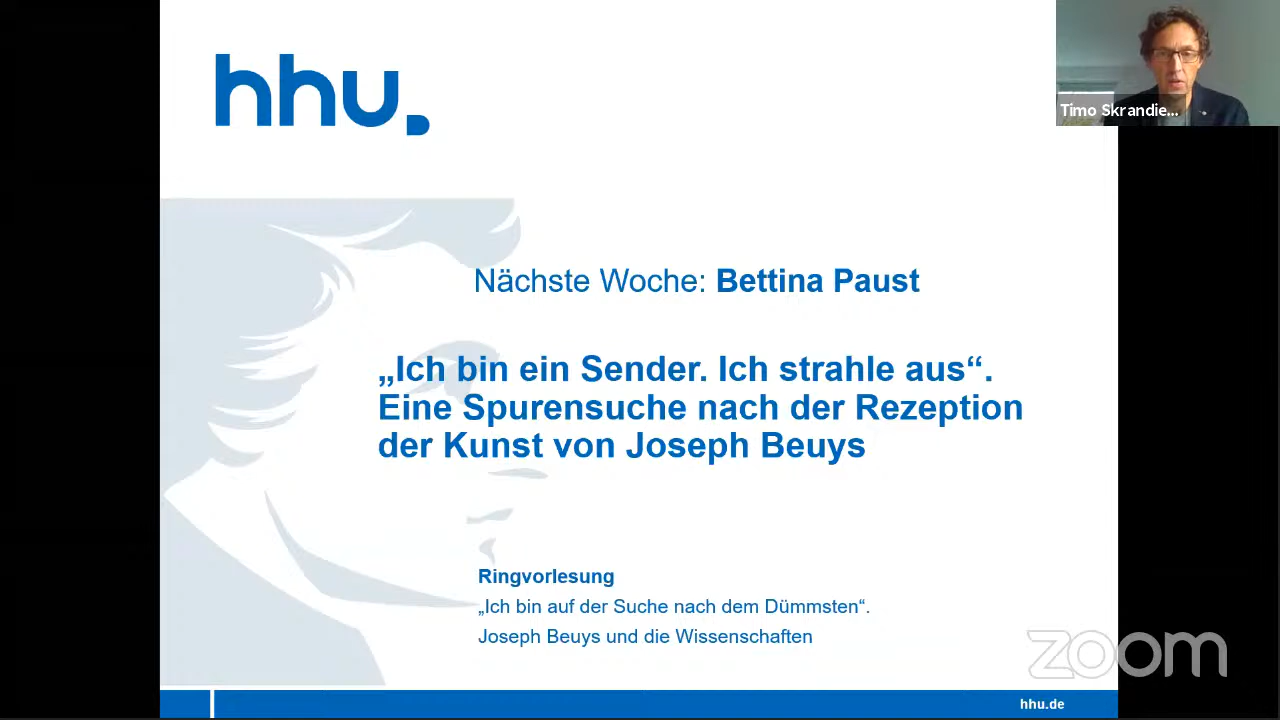 hhu.
Timo Skrandie...
Nächste Woche: Bettina Paust
„Ich bin ein Sender. Ich strahle aus“.
Eine Spurensuche nach der Rezeption
der Kunst von Joseph Beuys
Ringvorlesung
„Ich bin auf der Suche nach dem Dümmsten“.
Joseph Beuys und die Wissenschaften
zoom
hhu.de